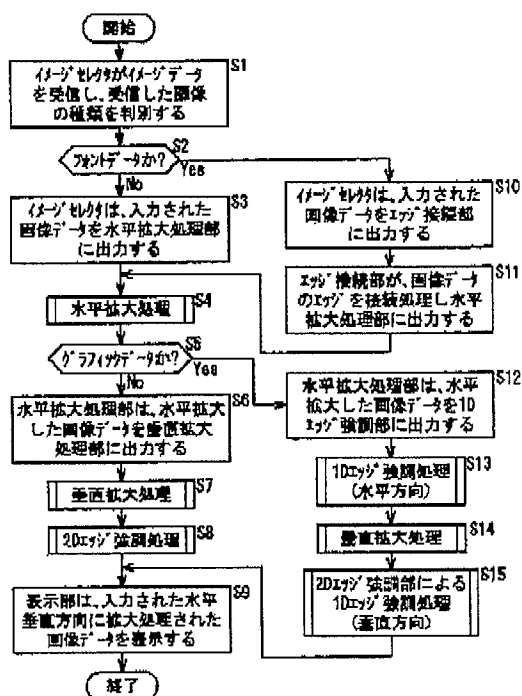 開始
S1
イメージセレクタがイメージデータ
を受信し、受信した画像
の種類を判別する
S2
フォントデータか?
Yes
No
S3
イメージセレクタは、入力された
画像データを水平拡大処理部
に出力する
S10
イメージセレクタは、入力された
画像データをエッジ接続部
に出力する
S11
エッジ接続部が、画像データ
のエッジを接続処理し水平
拡大処理部に出力する
S4
水平拡大処理
S5
グラフィックデータか?
Yes
No
S6
水平拡大処理部は、水平拡大
した画像データを垂直拡大
処理部に出力する
S12
水平拡大処理部は、水平
拡大した画像データを1D
エッジ強調部に出力する
S13
1Dエッジ強調処理
(水平方向)
S7
垂直拡大処理
S14
垂直拡大処理
S8
2Dエッジ強調処理
S15
2Dエッジ強調部による
1Dエッジ強調処理
(垂直方向)
S9
表示部は、入力された水平
垂直方向に拡大処理された
画像データを表示する
終了